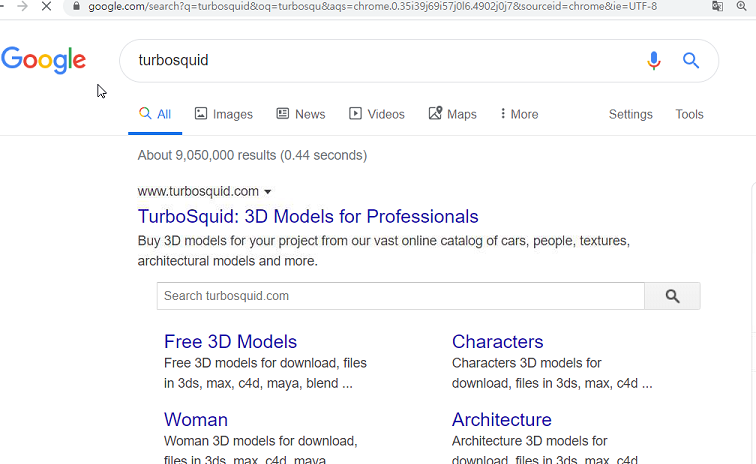 google.com/search?q=turbosquid&oq=turbosqu&aqs=chrome.0.35i39j69i57j0l6.4902j0j7&sourceid=chrome&ie=UTF-8
Google
turbosquid
All Images News Videos Maps More Settings Tools
About 9,050,000 results (0.44 seconds)
www.turbosquid.com
TurboSquid: 3D Models for Professionals
Buy 3D models for your project from our vast online catalog of cars, people, textures,
architectural models and more.
Search turbosquid.com
Free 3D Models
Free 3D models for download, files
in 3ds, max, c4d, maya, blend ...
Characters
Characters 3D models for
download, files in 3ds, max, c4d ...
Woman
Woman 3D models for download,
files in 3ds, max, c4d, maya
Architecture
Architecture 3D models for
download, files in 3ds, max, c4d